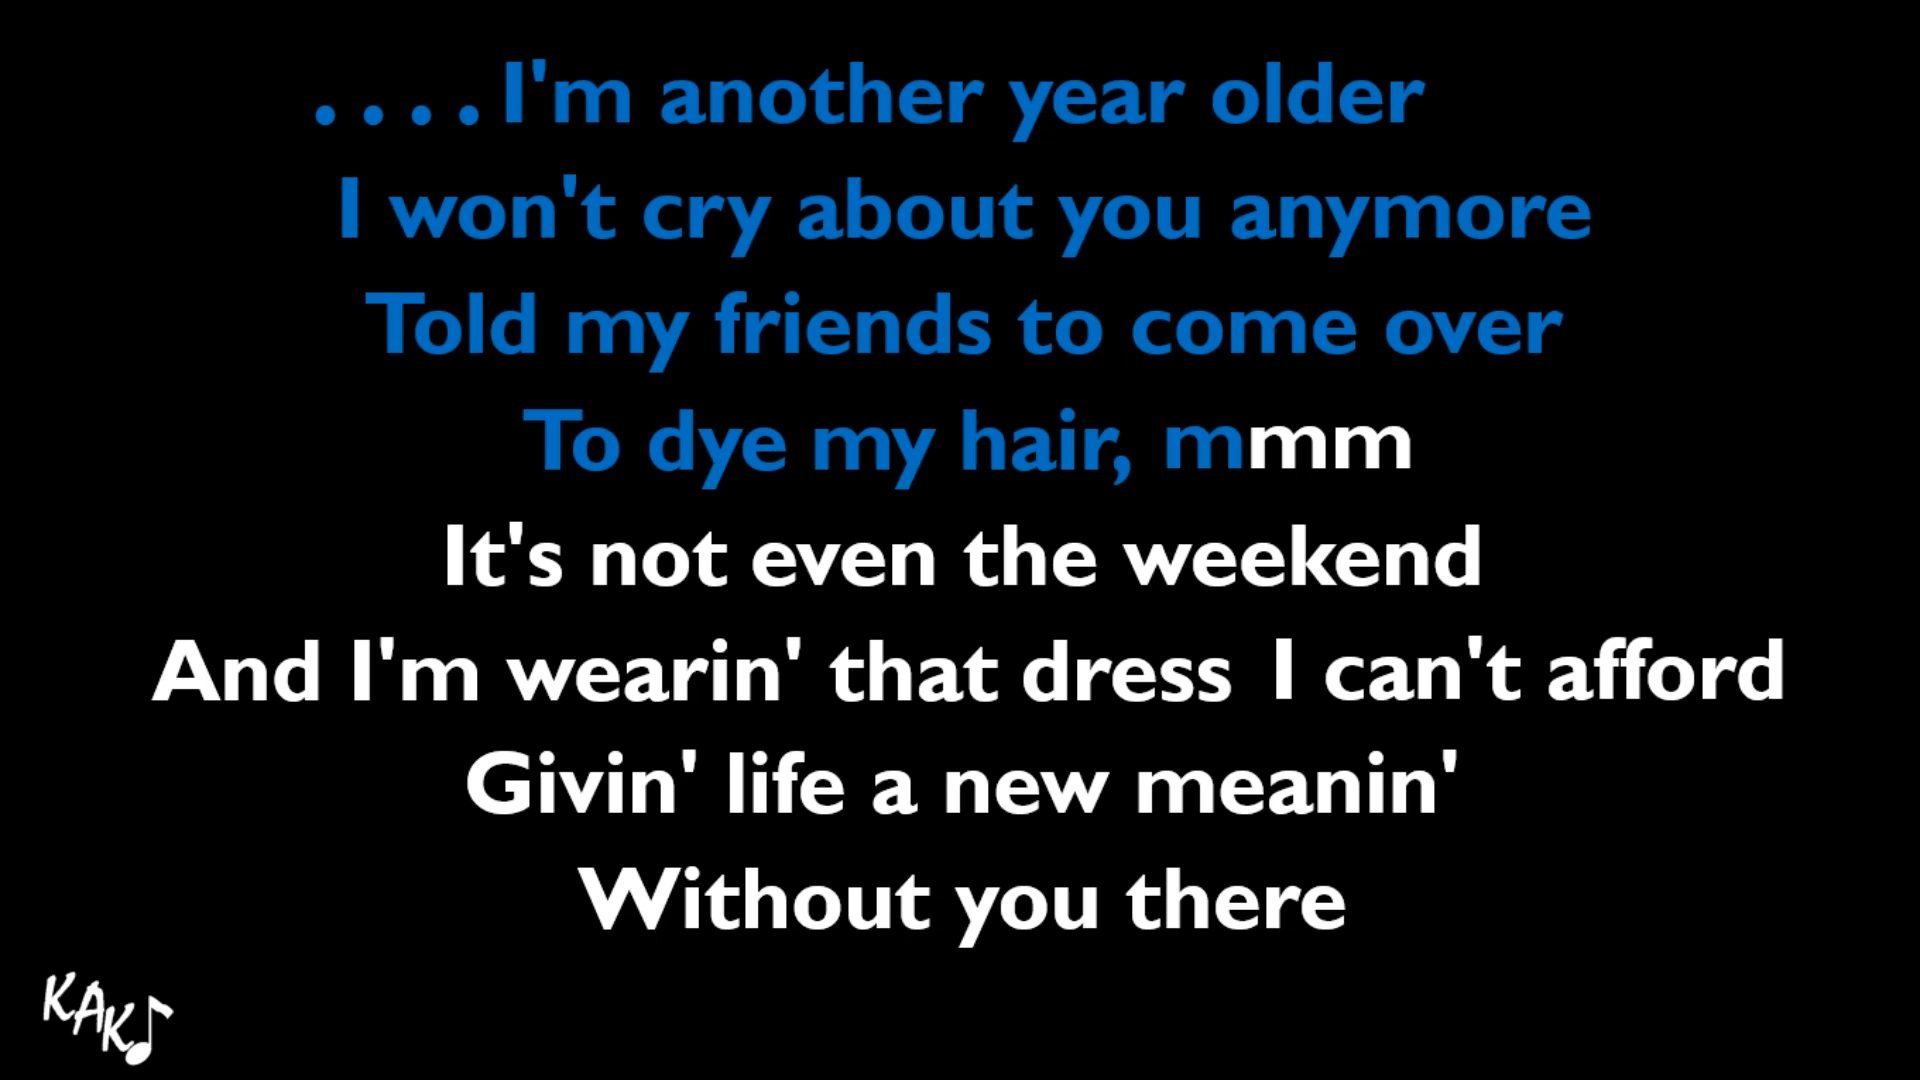 ....I'm another year older
I won't cry about you anymore
Told my friends to come over
To dye my hair, mmm
It's not even the weekend
And I'm wearin' that dress I can't afford
Givin' life a new meanin'
Without you there
KAK